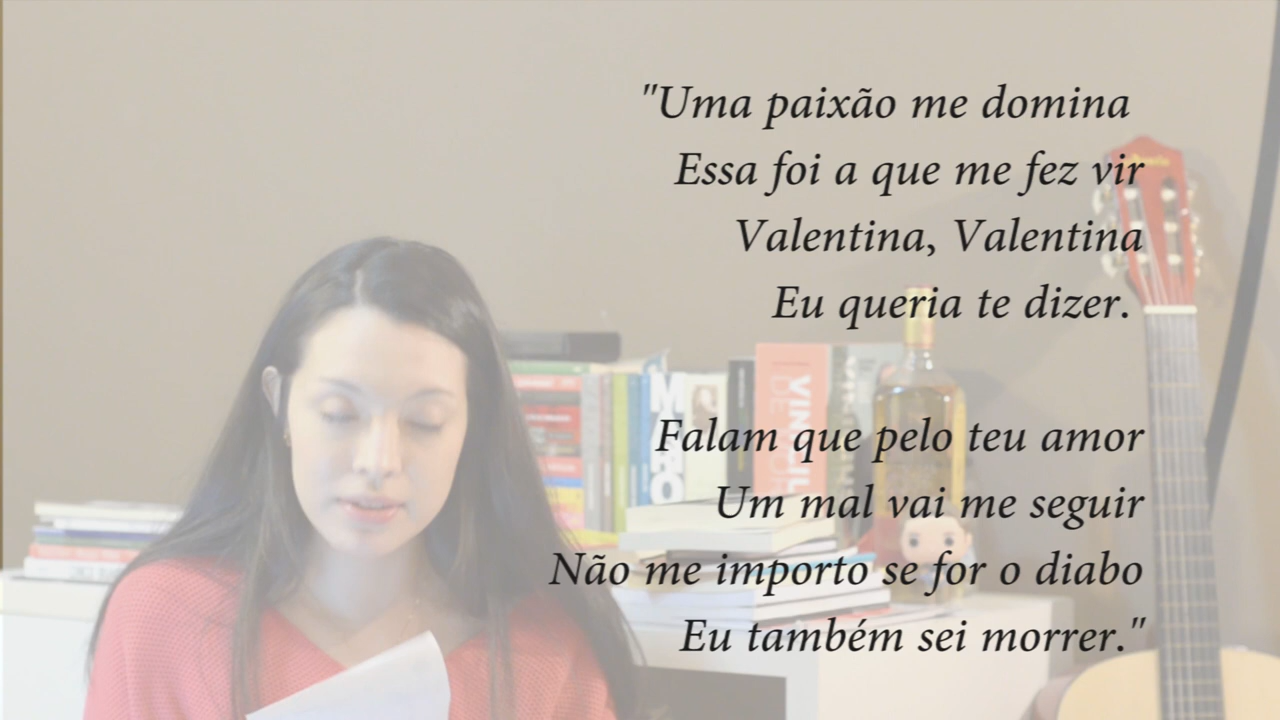 "Uma paixão me domina
Essa foi a que me fez vir
Valentina, Valentina
Eu queria te dizer.
Falam que pelo teu amor
Um mal vai me seguir
Não me importo se for o diabo
Eu também sei morrer."